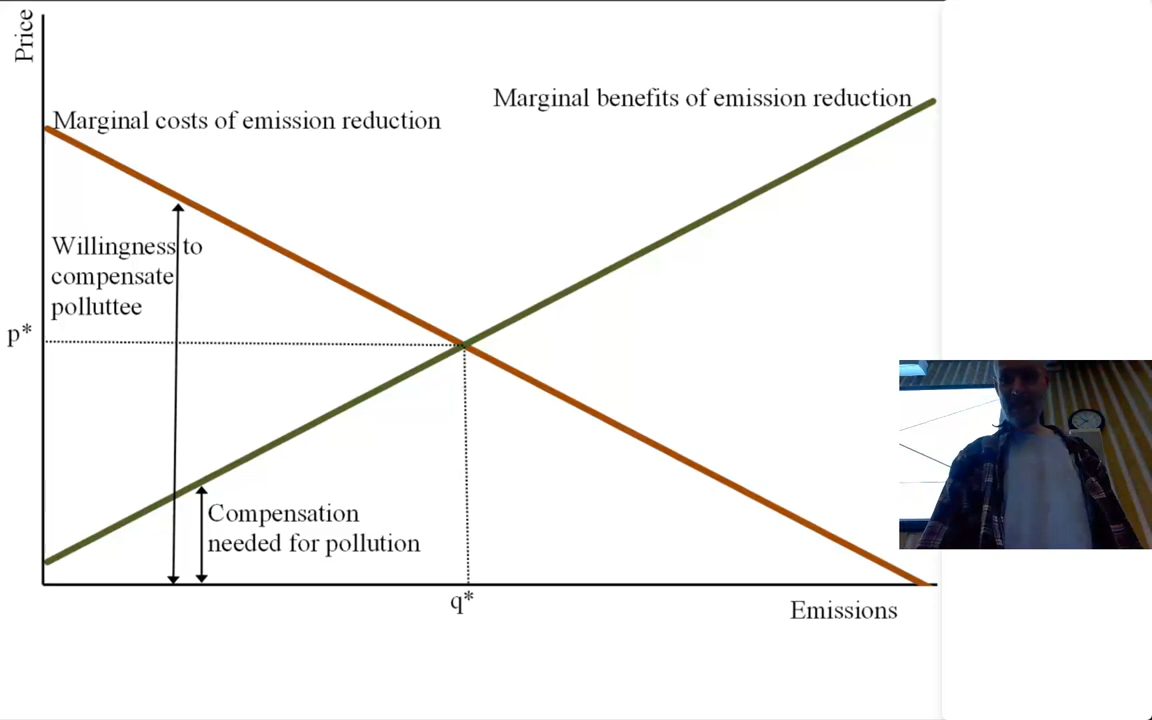 Price
Marginal benefits of emission reduction
Marginal costs of emission reduction
Willingness to
compensate
polluttee
p*
Compensation
needed for pollution
q*
Emissions